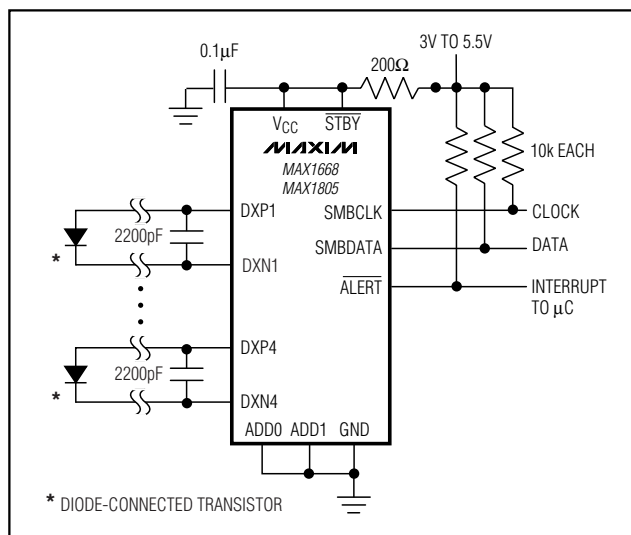 3V TO 5.5V
0.1μF
200Ω
VCC
STBY
MAXIM
MAX1668
MAX1805
10k EACH
DXP1
SMBCLK
CLOCK
2200pF
SMBDATA
DATA
*
DXN1
ALERT
INTERRUPT
TO μC
DXP4
2200pF
*
DXN4
ADD0 ADD1 GND
* DIODE-CONNECTED TRANSISTOR